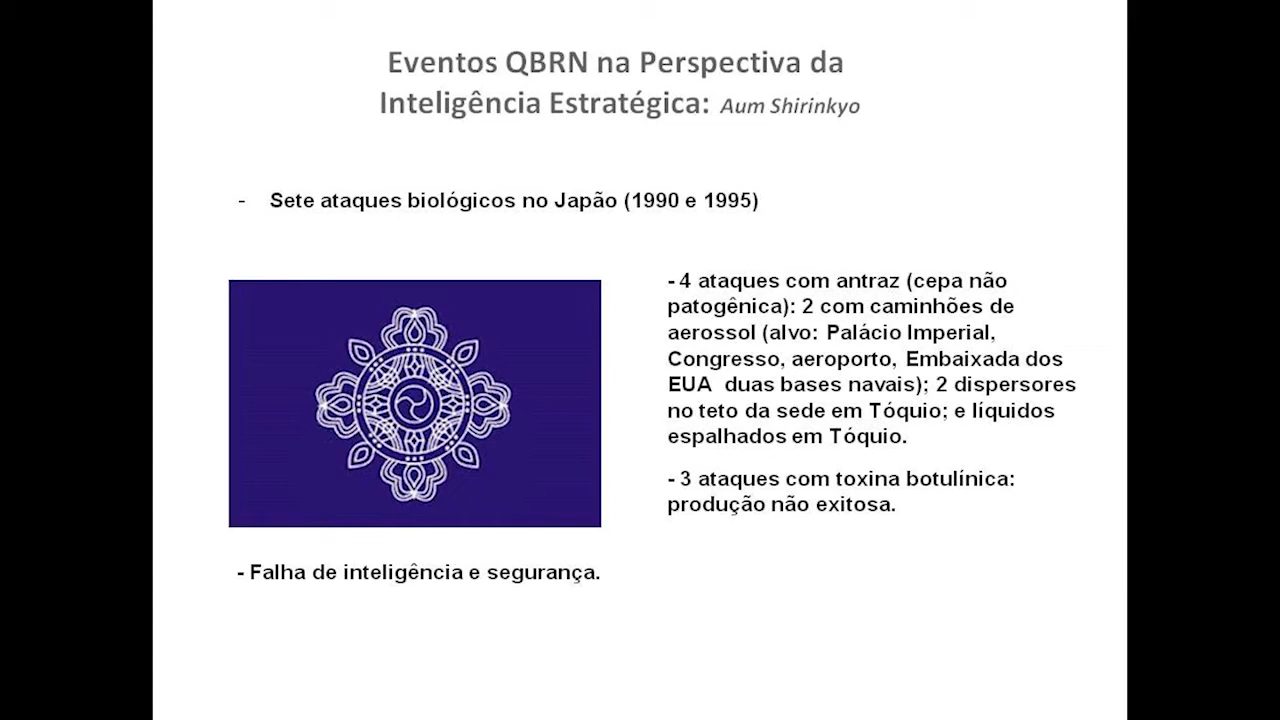 Eventos QBRN na Perspectiva da
Inteligência Estratégica: Aum Shirinkyo
- Sete ataques biológicos no Japão (1990 e 1995)
- 4 ataques com antraz (cepa não
patogênica): 2 com caminhões de
aerossol (alvo: Palácio Imperial,
Congresso, aeroporto, Embaixada dos
EUA duas bases navais); 2 dispersores
no teto da sede em Tóquio; e líquidos
espalhados em Tóquio.
- 3 ataques com toxina botulínica:
produção não exitosa.
- Falha de inteligência e segurança.